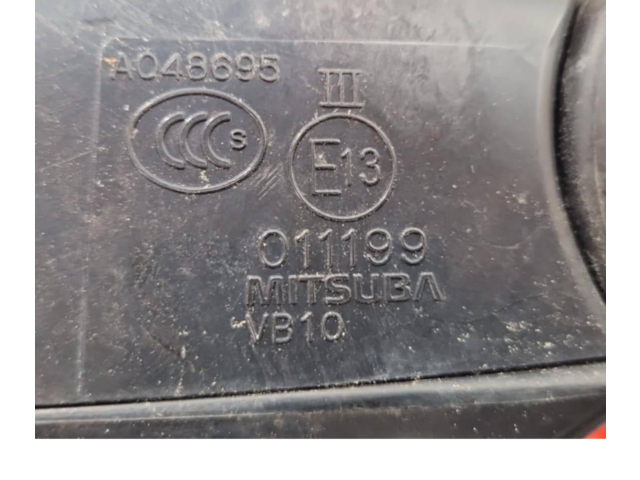 A048695
III
CCC S
E13
011199
MITSUBA
VB10